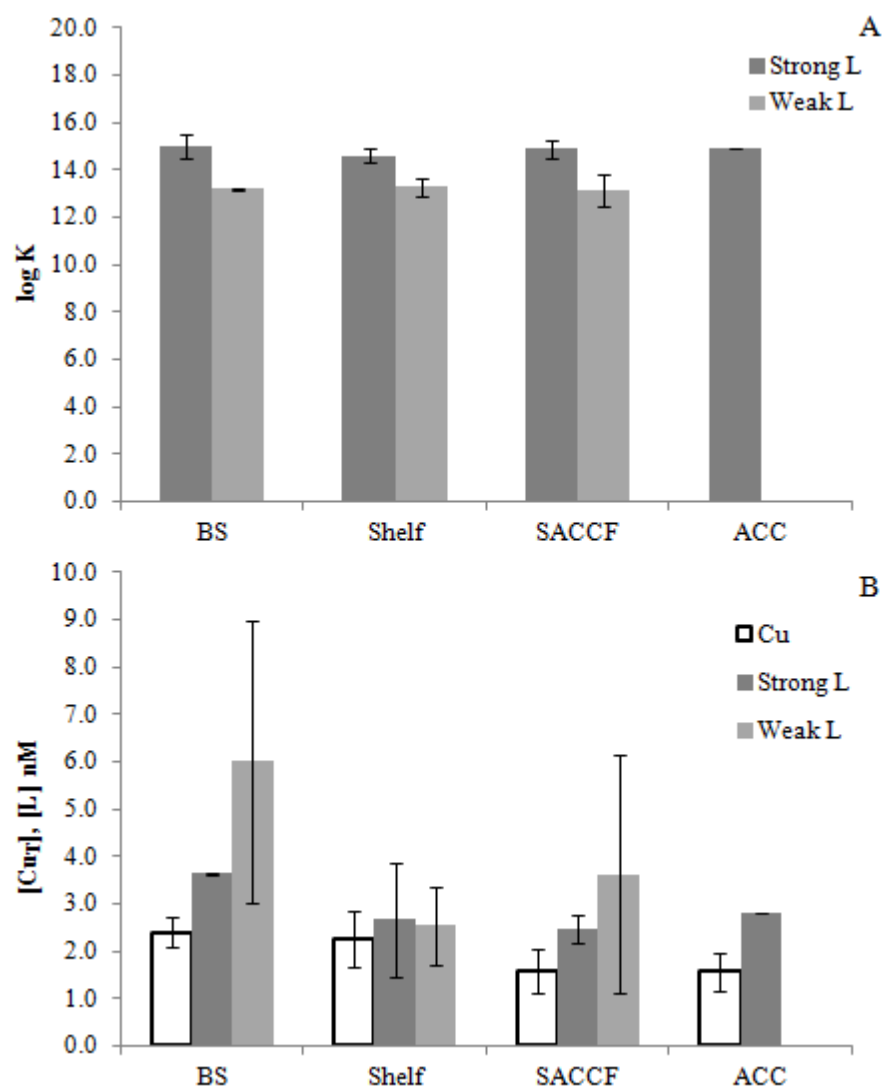 A
20.0
18.0
16.0
14.0
12.0
10.0
8.0
6.0
4.0
2.0
0.0
log K
Strong L
Weak L
BS Shelf SACCF ACC
B
10.0
9.0
8.0
7.0
6.0
5.0
4.0
3.0
2.0
1.0
0.0
[CuT], [L] nM
Cu
Strong L
Weak L
BS Shelf SACCF ACC